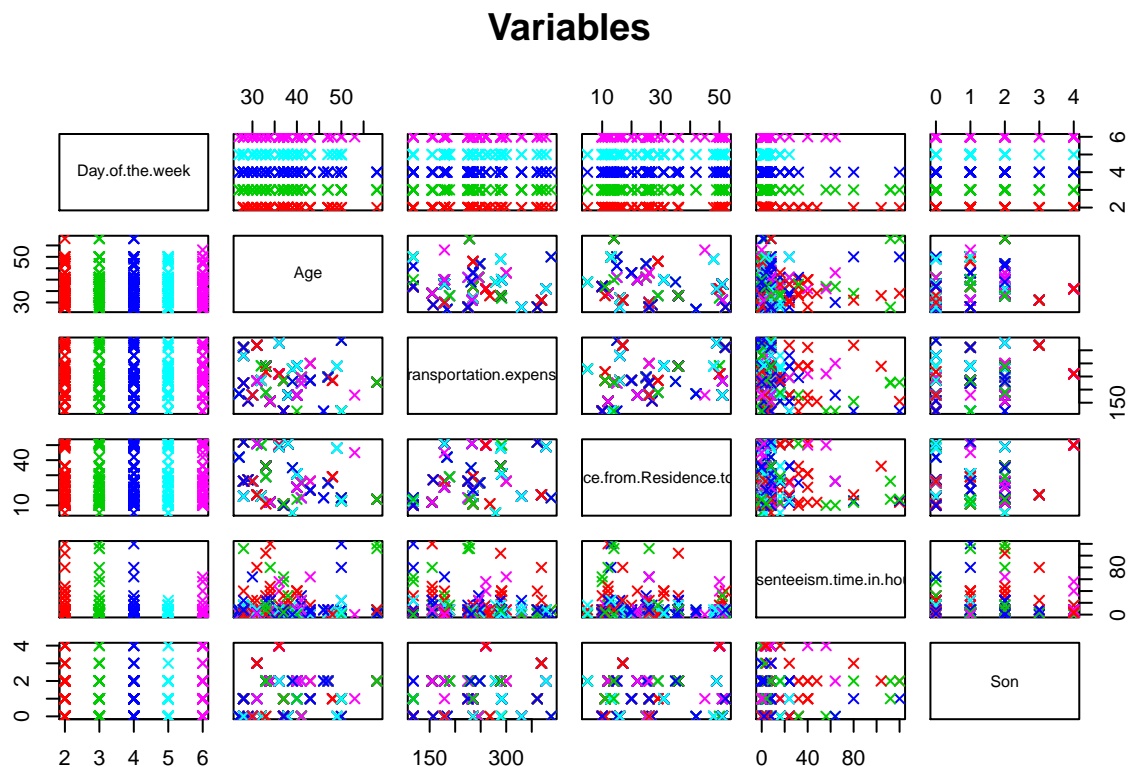 Variables
30 40 50
10 30 50
0 1 2 3 4
Day.of.the.week
2 4 6
30 50
Age
ransportation.expens
150
10 40
ce.from.Residence.to
senteeism.time.in.hou
0 80
0 2 4
Son
2 3 4 5 6
150 300
0 40 80